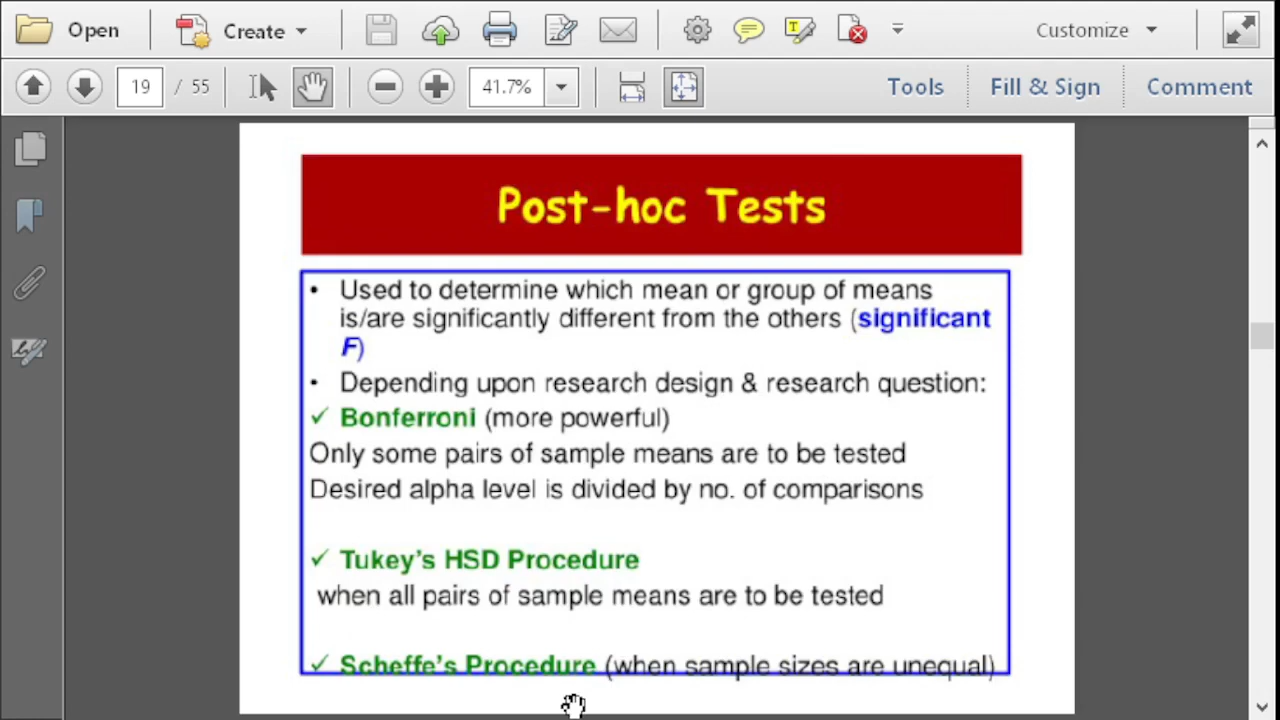 Open
Create
Customize
19 / 55
41.7%
Tools
Fill & Sign
Comment
Post-hoc Tests
• Used to determine which mean or group of means
is/are significantly different from the others (significant
F)
• Depending upon research design & research question:
✓ Bonferroni (more powerful)
Only some pairs of sample means are to be tested
Desired alpha level is divided by no. of comparisons
✓ Tukey’s HSD Procedure
when all pairs of sample means are to be tested
✓ Scheffe’s Procedure (when sample sizes are unequal)